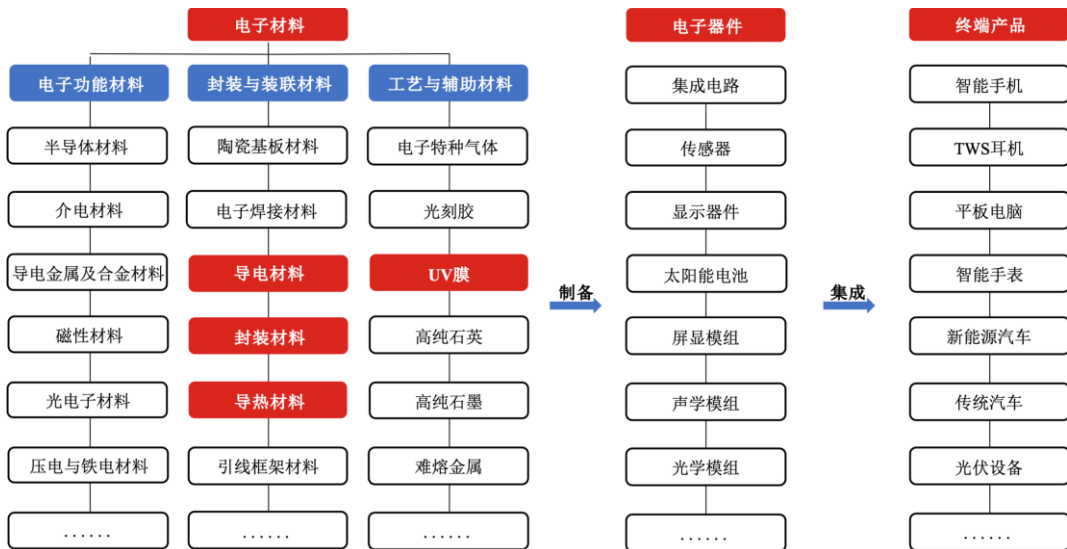 电子材料
电子功能材料
半导体材料
介电材料
导电金属及合金材料
磁性材料
光电子材料
压电与铁电材料
......
封装与装联材料
陶瓷基板材料
电子焊接材料
导电材料
封装材料
导热材料
引线框架材料
......
工艺与辅助材料
电子特种气体
光刻胶
UV膜
高纯石英
高纯石墨
难熔金属
......
制备
电子器件
集成电路
传感器
显示器件
太阳能电池
屏显模组
声学模组
光学模组
......
集成
终端产品
智能手机
TWS耳机
平板电脑
智能手表
新能源汽车
传统汽车
光伏设备
......